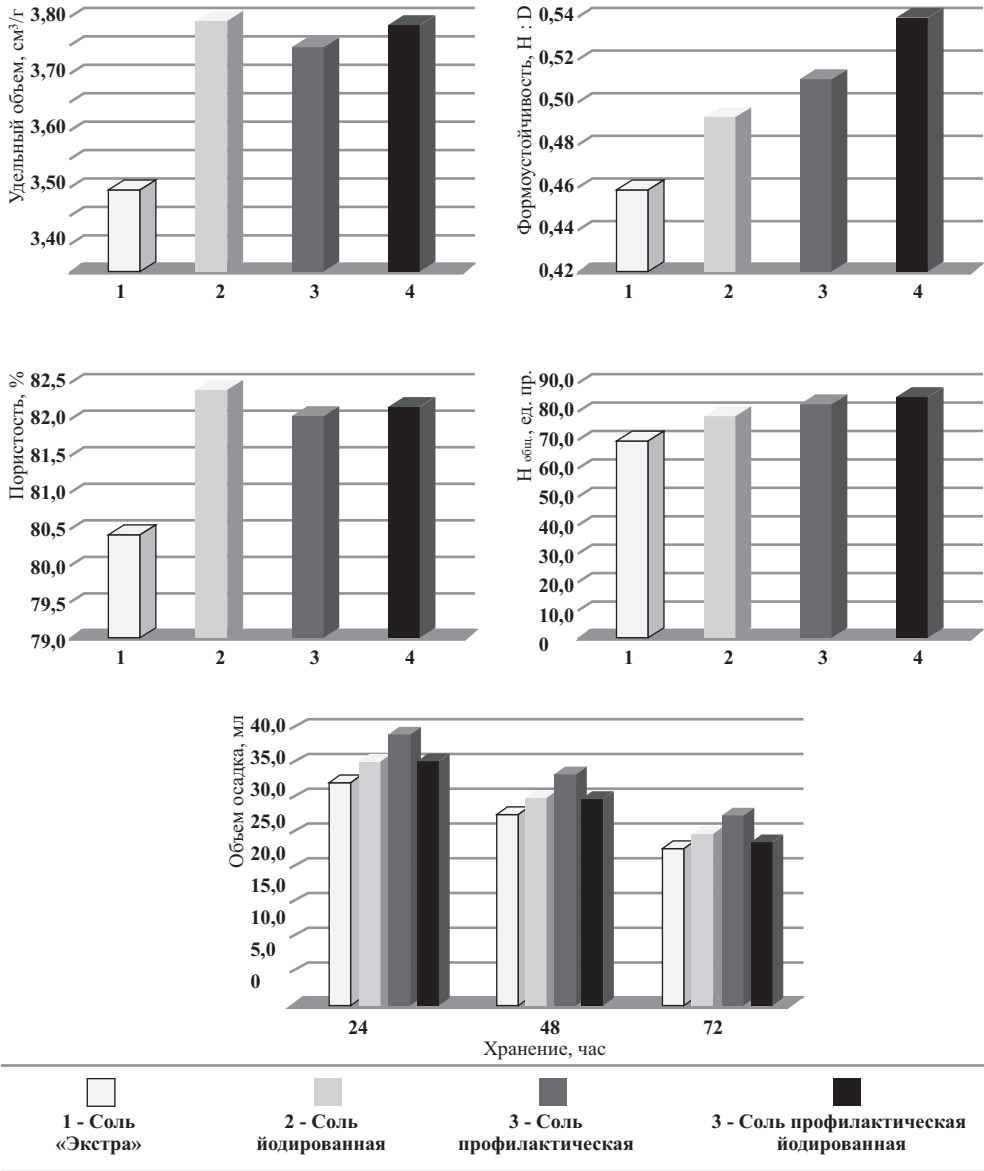 Удельный объем, см³/г
3,80
3,70
3,60
3,50
3,40
1 2 3 4
Формоустойчивость, H : D
0,54
0,52
0,50
0,48
0,46
0,44
0,42
1 2 3 4
Пористость, %
82,5
82,0
81,5
81,0
80,5
80,0
79,5
79,0
1 2 3 4
Н общ., ед. пр.
90,0
80,0
70,0
60,0
50,0
40,0
30,0
20,0
10,0
0
1 2 3 4
Объем осадка, мл
40,0
35,0
30,0
25,0
20,0
15,0
10,0
5,0
0
24 48 72
Хранение, час
1 - Соль
«Экстра»
2 - Соль
йодированная
3 - Соль
профилактическая
3 - Соль профилактическая
йодированная